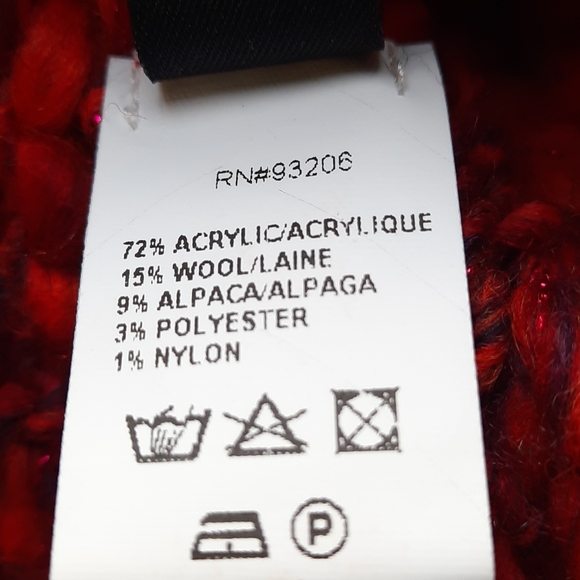 RN#93206
72% ACRYLIC/ACRYLIQUE
15% WOOL/LAINE
9% ALPACA/ALPAGA
3% POLYESTER
1% NYLON
P